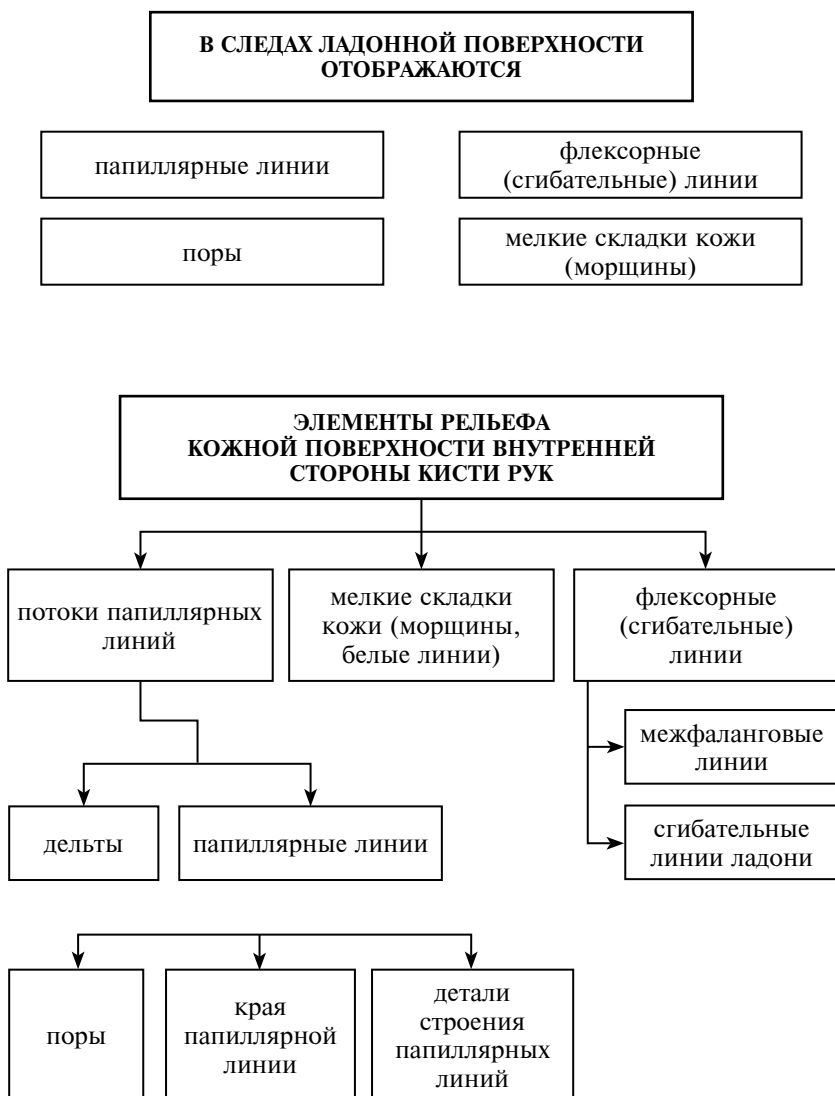 В СЛЕДАХ ЛАДОННОЙ ПОВЕРХНОСТИ
ОТОБРАЖАЮТСЯ
папиллярные линии
флексорные
(сгибательные) линии
поры
мелкие складки кожи
(морщины)
ЭЛЕМЕНТЫ РЕЛЬЕФА
КОЖНОЙ ПОВЕРХНОСТИ ВНУТРЕННЕЙ
СТОРОНЫ КИСТИ РУК
потоки папиллярных
линий
мелкие складки
кожи (морщины,
белые линии)
флексорные
(сгибательные)
линии
межфаланговые
линии
сгибательные
линии ладони
дельты
папиллярные линии
поры
края
папиллярной
линии
детали
строения
папиллярных
линий